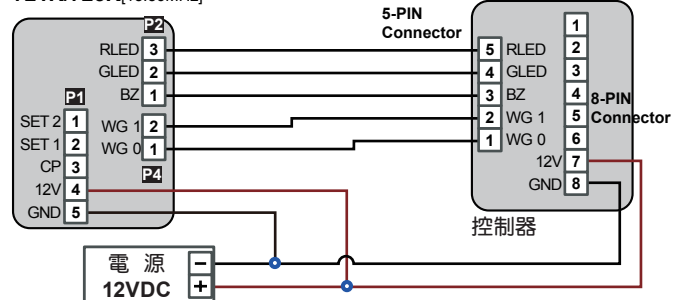 5-PIN
Connector
P2
RLED 3
GLED 2
BZ 1
P1
SET 2 1
SET 1 2
CP 3
12V 4
GND 5
WG 1 2
WG 0 1
P4
5 RLED
4 GLED
3 BZ
2 WG 1
1 WG 0
1
2
3
4
5
6
12V 7
GND 8
8-PIN
Connector
控制器
電源 −
12VDC +